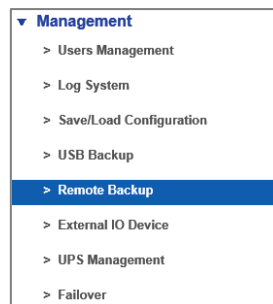 ▼ Management
> Users Management
> Log System
> Save/Load Configuration
> USB Backup
> Remote Backup
> External IO Device
> UPS Management
> Failover